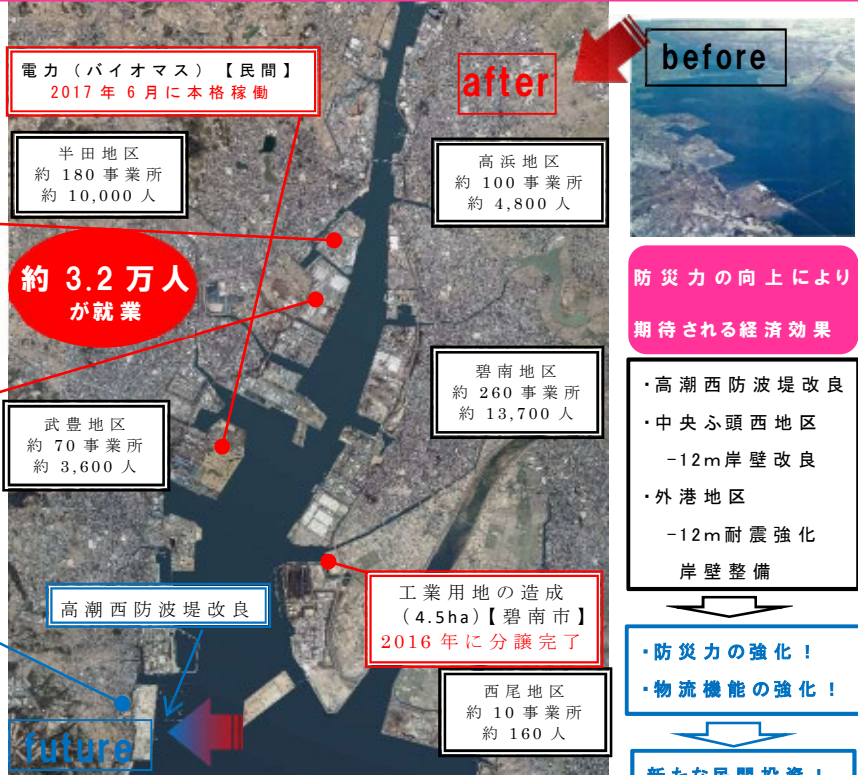 電力（バイオマス）【民間】
2017年6月に本格稼働
after
before
半田地区
約180事業所
約10,000人
高浜地区
約100事業所
約4,800人
約3.2万人
が就業
防災力の向上により
期待される経済効果
碧南地区
約260事業所
約13,700人
武豊地区
約70事業所
約3,600人
・高潮西防波堤改良
・中央ふ頭西地区
-12m岸壁改良
・外港地区
-12m耐震強化
岸壁整備
工業用地の造成
（4.5ha）【碧南市】
2016年に分譲完了
高潮西防波堤改良
・防災力の強化！
・物流機能の強化！
西尾地区
約10事業所
約160人
future
新たな民間投資！